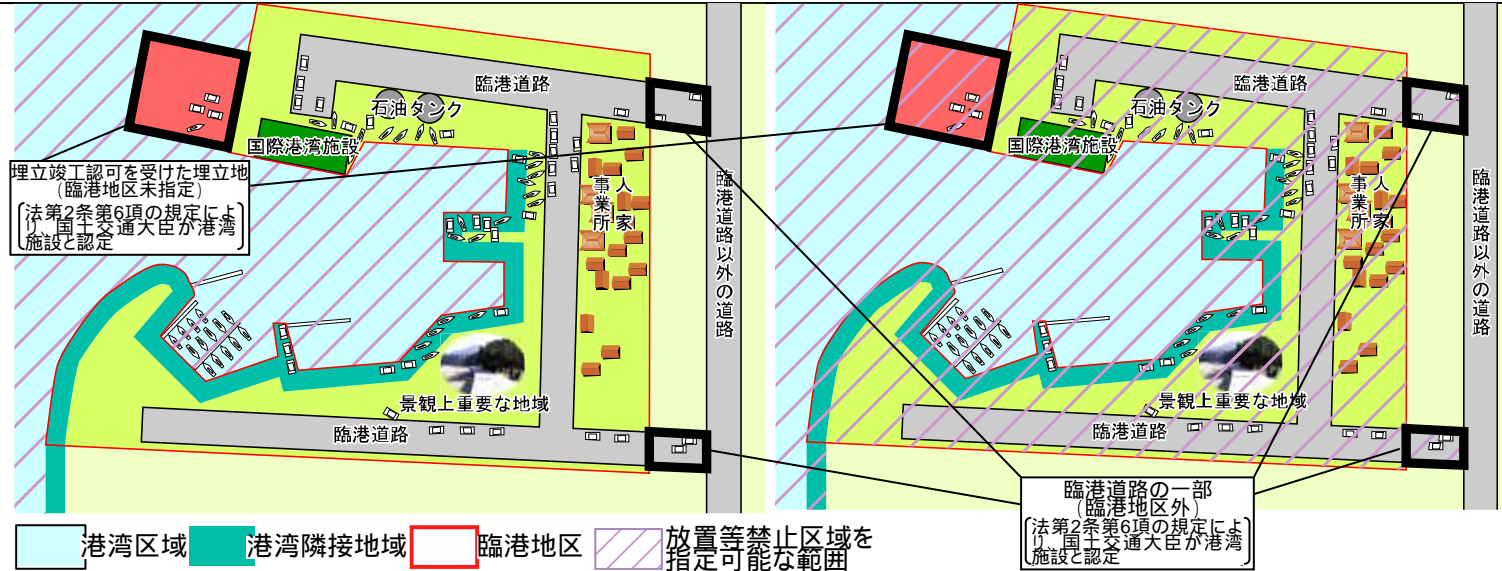 臨港道路
石油タンク
国際港湾施設
埋立竣工認可を受けた埋立地
(臨港地区未指定)
法第2条第6項の規定によ
り、国土交通大臣が港湾
施設と認定
人家
事業所
臨港道路以外の道路
景観上重要な地域
臨港道路
臨港道路
石油タンク
国際港湾施設
人家
事業所
臨港道路以外の道路
景観上重要な地域
臨港道路
臨港道路の一部
(臨港地区外)
法第2条第6項の規定によ
り、国土交通大臣が港湾
施設と認定
港湾区域
港湾隣接地域
臨港地区
放置等禁止区域を
指定可能な範囲